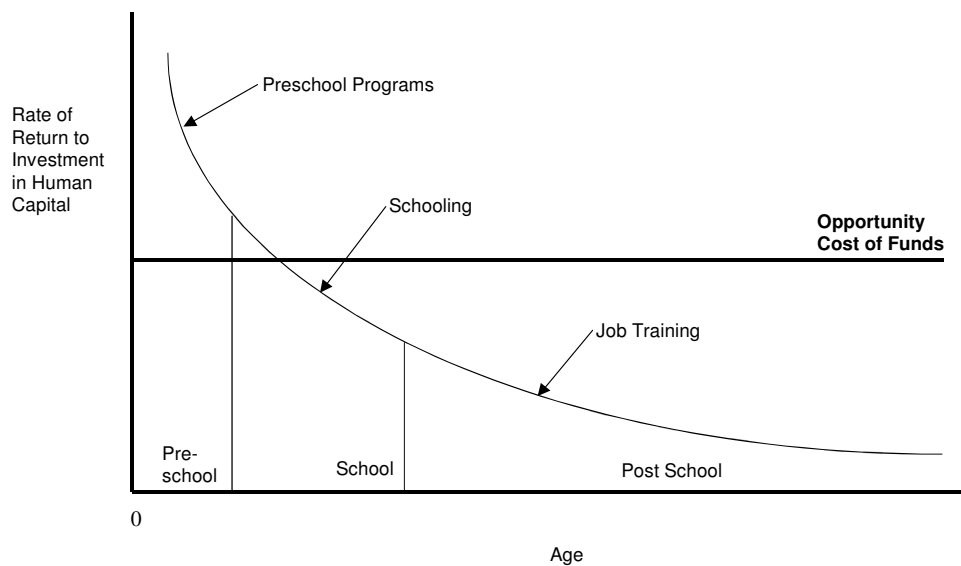 Preschool Programs
Rate of
Return to
Investment
in Human
Capital
Schooling
Opportunity
Cost of Funds
Job Training
Pre-
school
School
Post School
0
Age